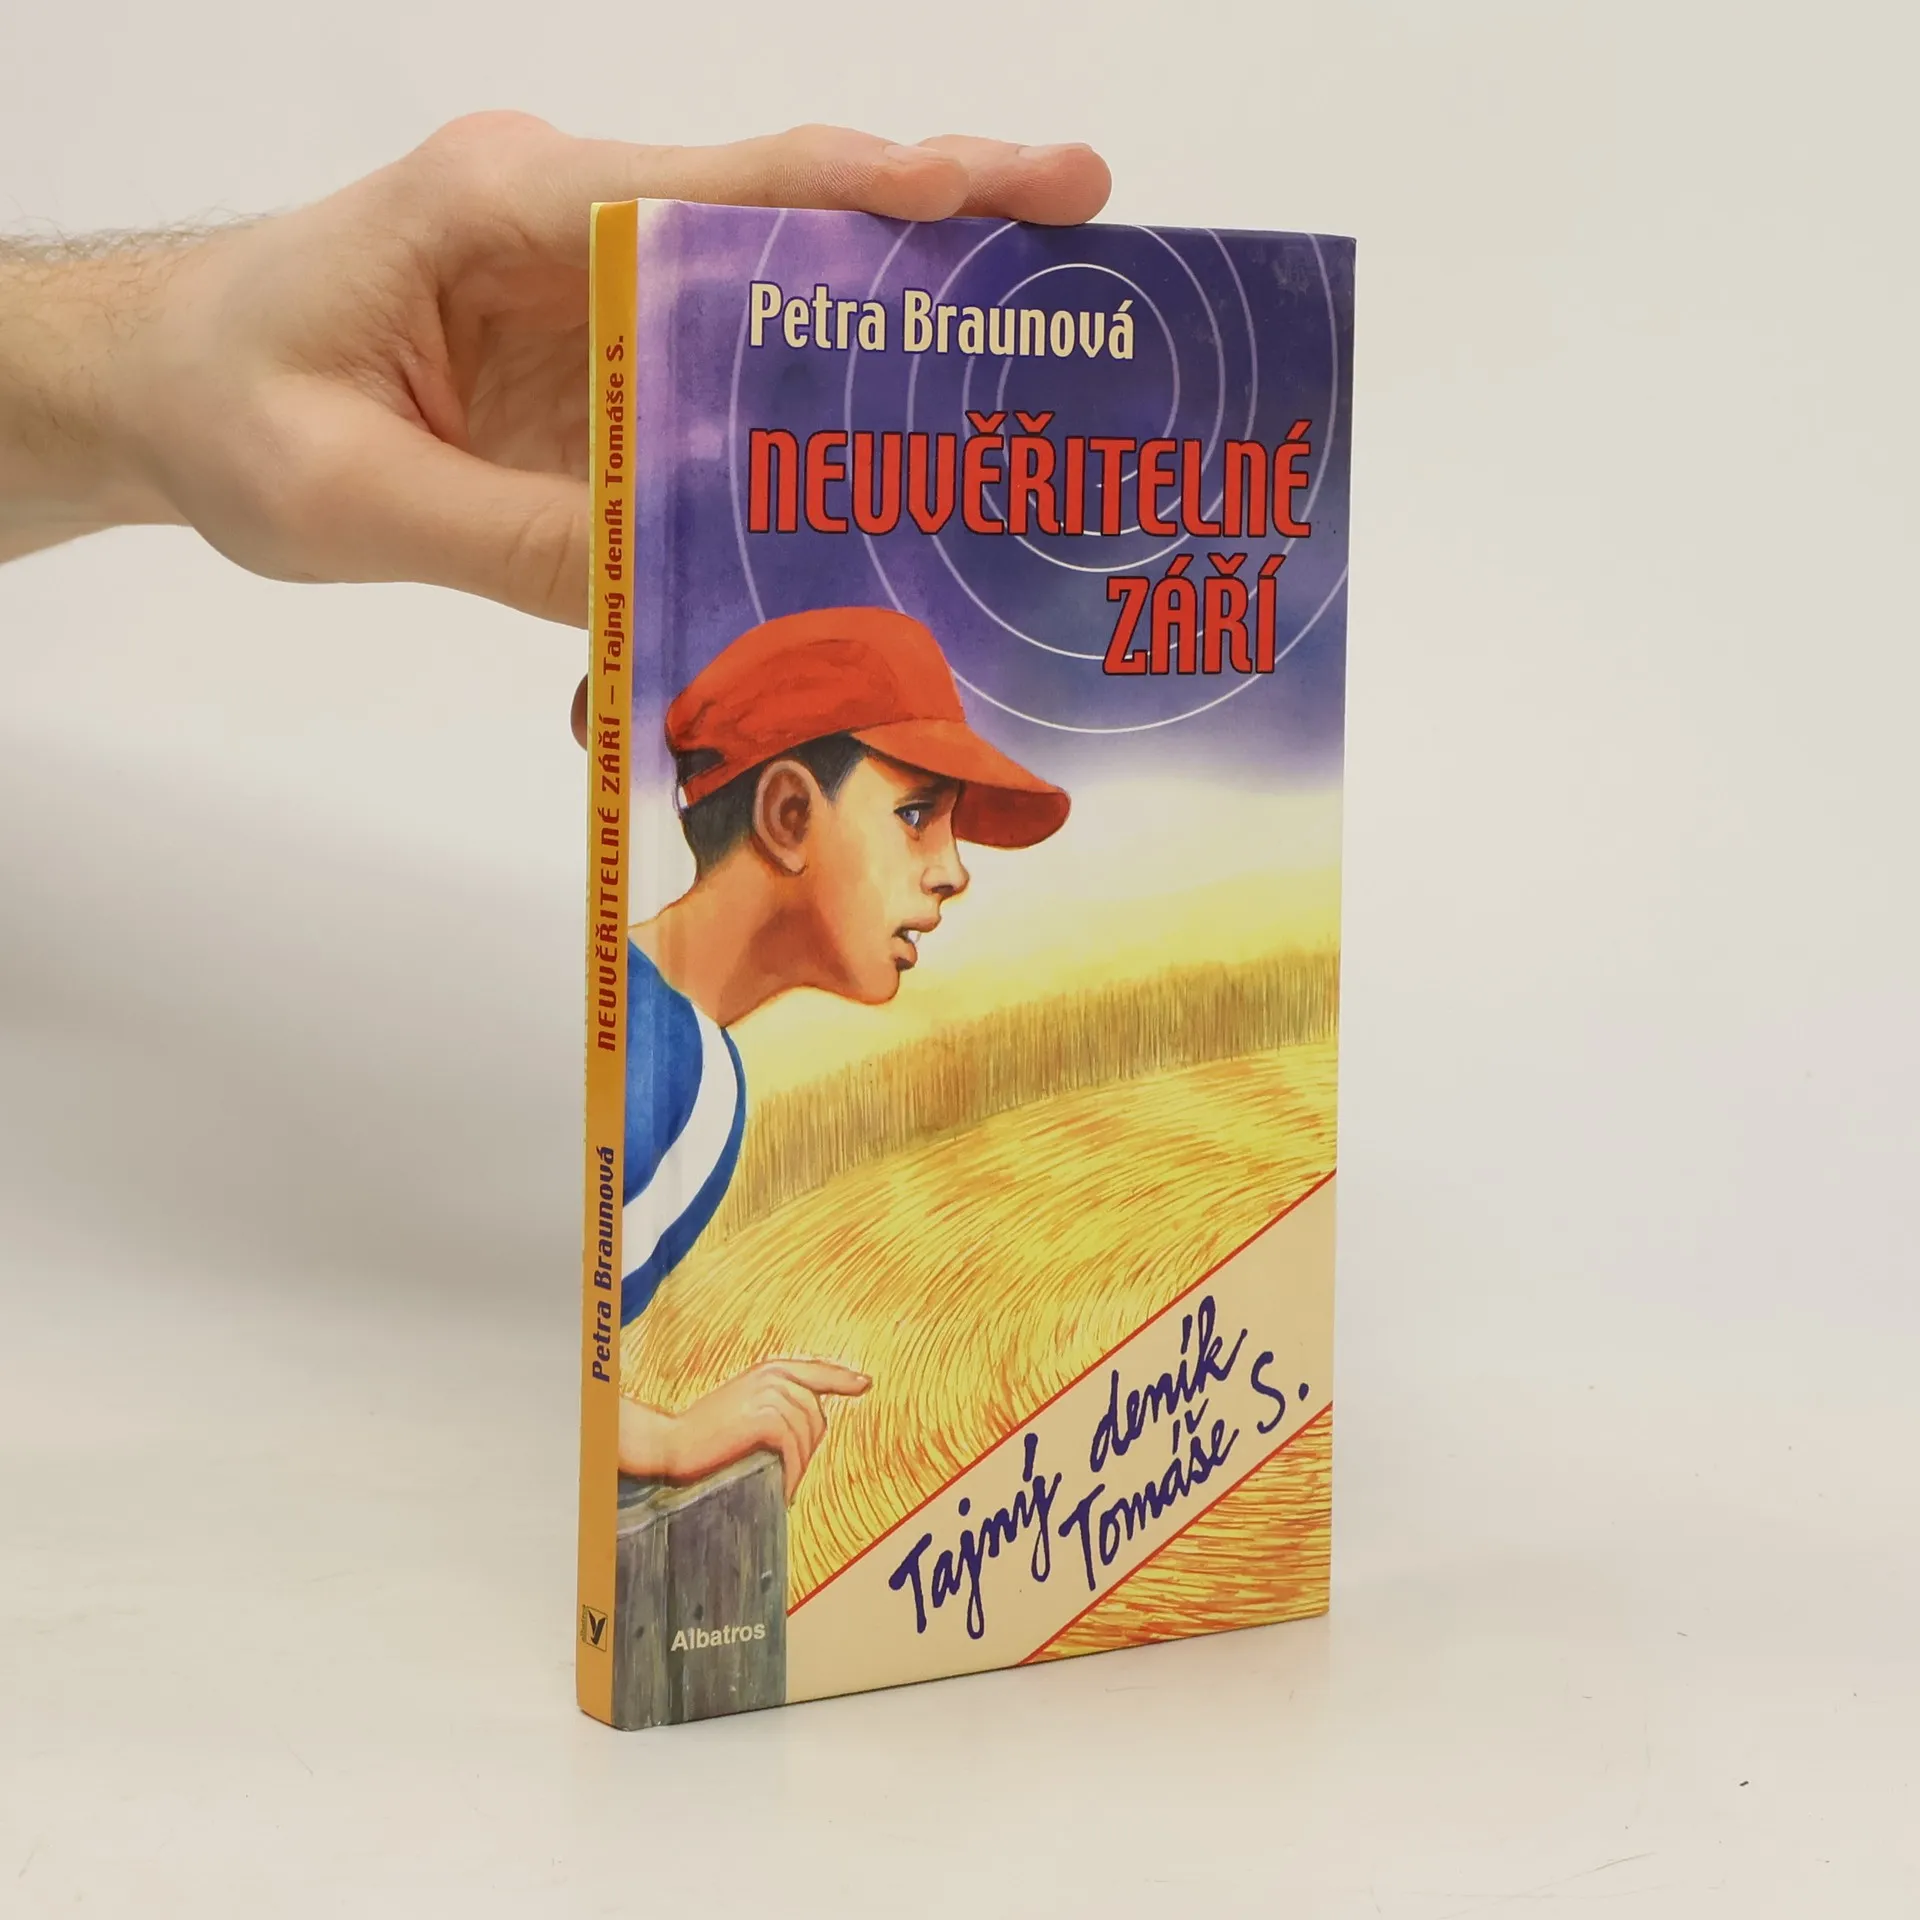 Petra Braunová
NEUVĚŘITELNÉ
ZÁŘÍ
Tajný deník
Tomáše S.
Albatros
Petra Braunová NEUVĚŘITELNÉ ZÁŘÍ – Tajný deník Tomáše S.